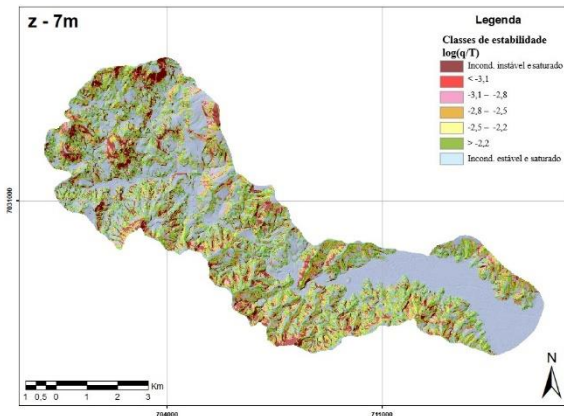 z - 7m
Legenda
Classes de estabilidade
log(q/T)
Incond. instável e saturado
< -3,1
-3,1 – -2,8
-2,8 – -2,5
-2,5 – -2,2
> -2,2
Incond. estável e saturado
7031000
N
Km
1 0,5 0 1 2 3
704000
711000